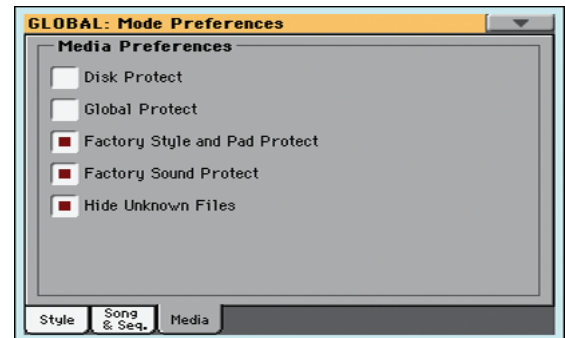 GLOBAL: Mode Preferences
Media Preferences
Disk Protect
Global Protect
Factory Style and Pad Protect
Factory Sound Protect
Hide Unknown Files
Style
Song
& Seq.
Media